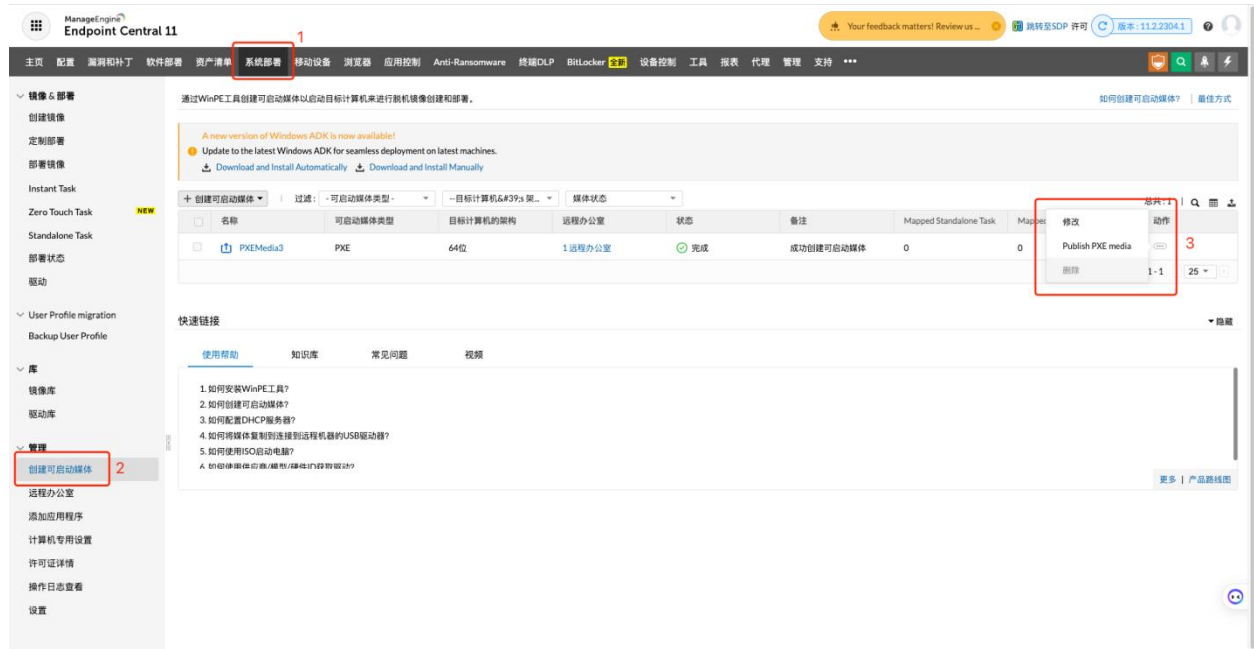 ManageEngine
Endpoint Central 11
Your feedback matters! Review us ...
跳转至SDP 许可
版本: 11.2.2304.1
1
主页 配置 漏洞和补丁 软件部署 资产清单 系统部署 移动设备 浏览器 应用控制 Anti-Ransomware 终端DLP BitLocker 全新 设备控制 工具 报表 代理 管理 支持 •••
镜像 & 部署
创建镜像
定制部署
部署镜像
Instant Task
Zero Touch Task NEW
Standalone Task
部署状态
驱动
User Profile migration
Backup User Profile
库
镜像库
驱动库
管理
创建可启动媒体 2
远程办公室
添加应用程序
计算机专用设置
许可证详情
操作日志查看
设置
通过WinPE工具创建可启动媒体以启动目标计算机来进行脱机镜像创建和部署。
如何创建可启动媒体? | 最佳方式
A new version of Windows ADK is now available!
Update to the latest Windows ADK for seamless deployment on latest machines.
Download and Install Automatically Download and Install Manually
+ 创建可启动媒体 | 过滤: - 可启动媒体类型 - --目标计算机&#39;s 架... 媒体状态
总共: 1
名称 可启动媒体类型 目标计算机的架构 远程办公室 状态 备注 Mapped Standalone Task Mapped 动作
PXEMedia3 PXE 64位 1 远程办公室 完成 成功创建可启动媒体 0 0
修改
Publish PXE media
删除
3
1 - 1 25
快速链接
隐藏
使用帮助 知识库 常见问题 视频
1. 如何安装WinPE工具?
2. 如何创建可启动媒体?
3. 如何配置DHCP服务器?
4. 如何将媒体复制到连接到远程机器的USB驱动器?
5. 如何使用ISO启动电脑?
6. 如何使用供应商/模型/硬件ID获取驱动?
更多 | 产品路线图